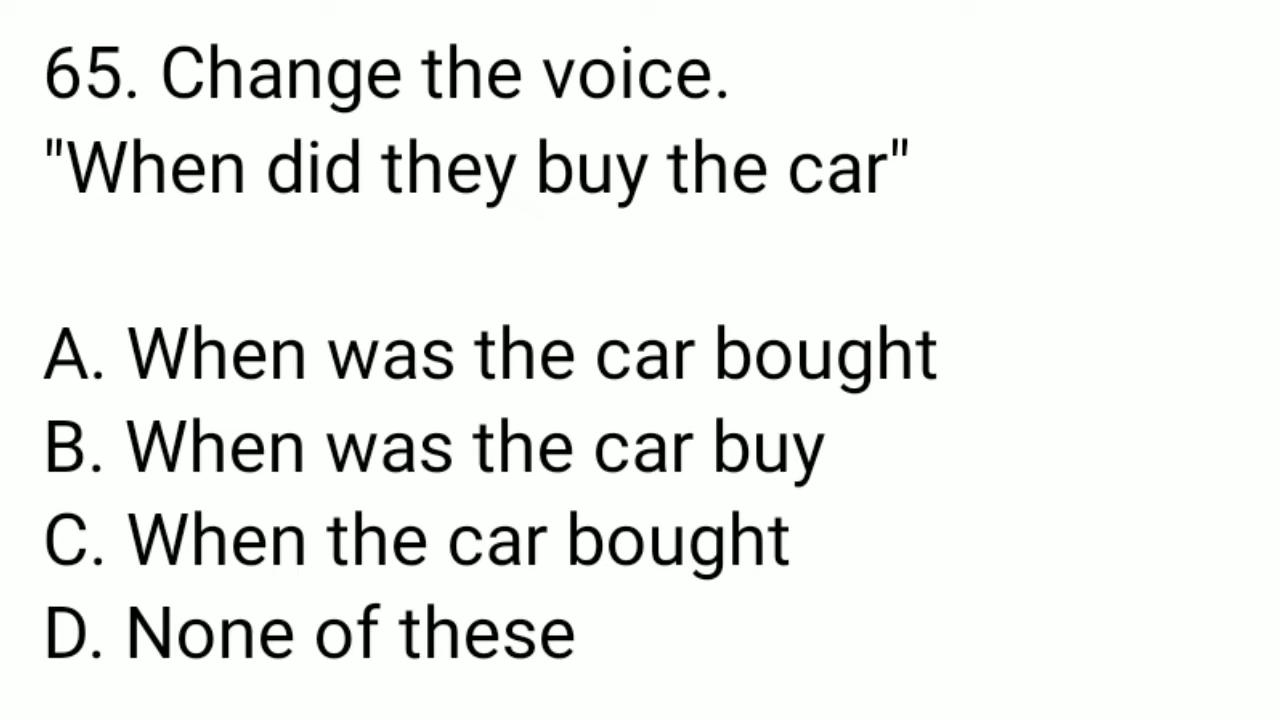 65. Change the voice.
"When did they buy the car"
A. When was the car bought
B. When was the car buy
C. When the car bought
D. None of these